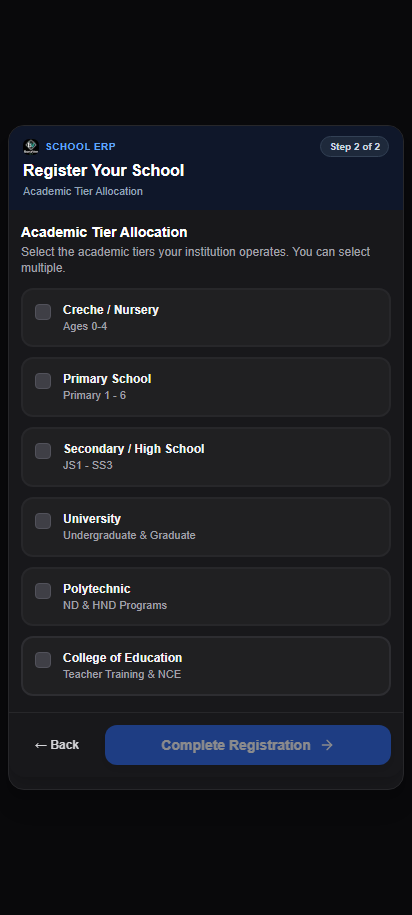 SCHOOL ERP
Step 2 of 2
Register Your School
Academic Tier Allocation
Academic Tier Allocation
Select the academic tiers your institution operates. You can select
multiple.
Creche / Nursery
Ages 0-4
Primary School
Primary 1 - 6
Secondary / High School
JS1 - SS3
University
Undergraduate & Graduate
Polytechnic
ND & HND Programs
College of Education
Teacher Training & NCE
← Back
Complete Registration →